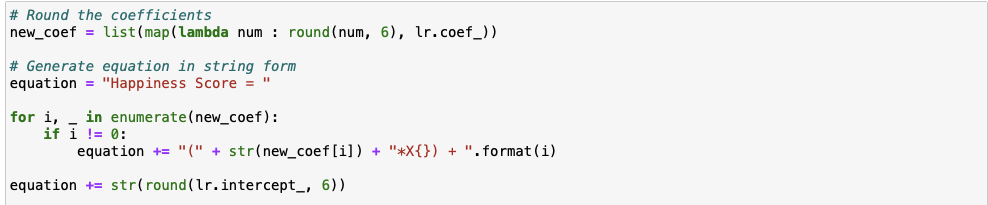 # Round the coefficients
new_coef = list(map(lambda num : round(num, 6), lr.coef_))
# Generate equation in string form
equation = "Happiness Score = "
for i, _ in enumerate(new_coef):
    if i != 0:
        equation += "(" + str(new_coef[i]) + "*X{}) + ".format(i)
equation += str(round(lr.intercept_, 6))